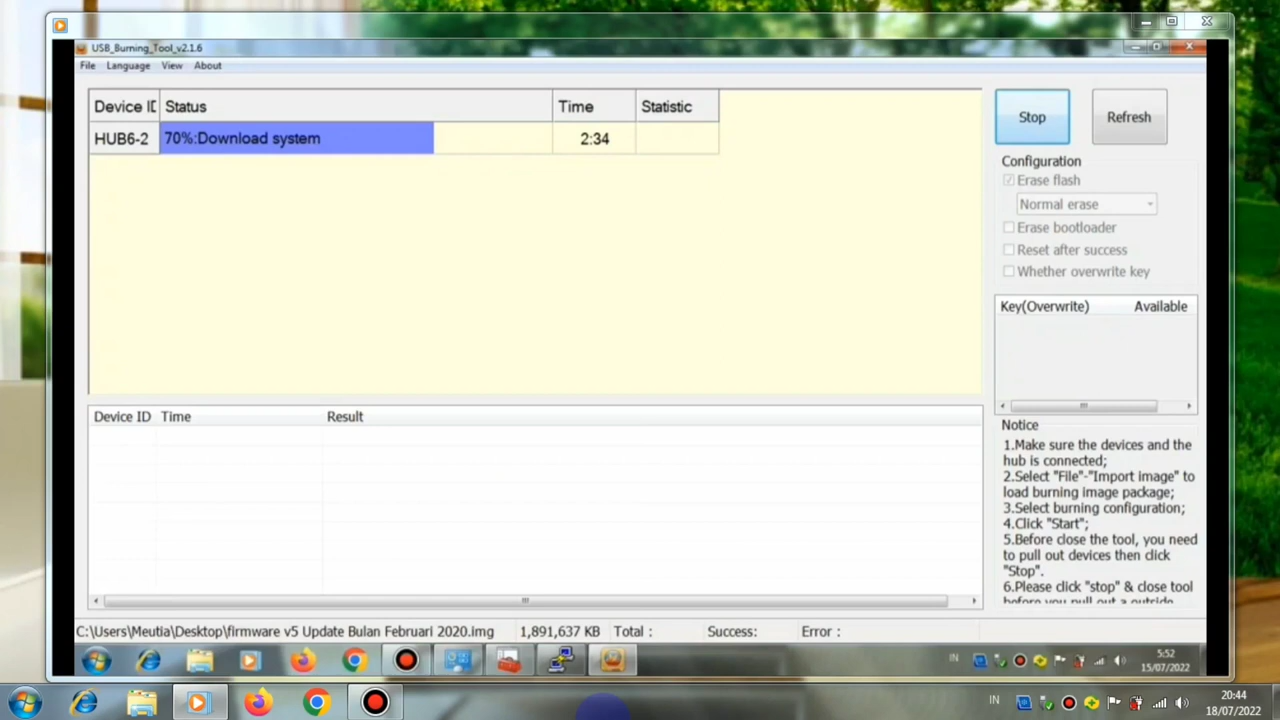 USB_Burning_Tool_v2.1.6
File Language View About
Device ID Status Time Statistic
HUB6-2 70%:Download system 2:34
Stop Refresh
Configuration
Erase flash
Normal erase
Erase bootloader
Reset after success
Whether overwrite key
Key(Overwrite) Available
Device ID Time Result
Notice
1.Make sure the devices and the
hub is connected;
2.Select "File"-"Import image" to
load burning image package;
3.Select burning configuration;
4.Click "Start";
5.Before close the tool, you need
to pull out devices then click
"Stop".
6.Please click "stop" & close tool
before you pull out a outside
C:\Users\Meutia\Desktop\firmware v5 Update Bulan Februari 2020.img 1,891,637 KB Total : Success: Error :
IN 5:52
15/07/2022
IN 20:44
18/07/2022